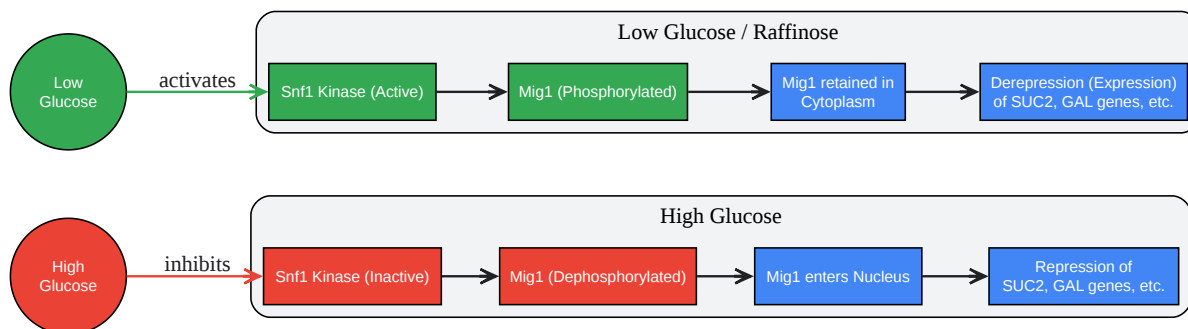 Low Glucose / Raffinose
Low
Glucose
activates
Snf1 Kinase (Active)
Mig1 (Phosphorylated)
Mig1 retained in
Cytoplasm
Derepression (Expression)
of SUC2, GAL genes, etc.
High Glucose
High
Glucose
inhibits
Snf1 Kinase (Inactive)
Mig1 (Dephosphorylated)
Mig1 enters Nucleus
Repression of
SUC2, GAL genes, etc.